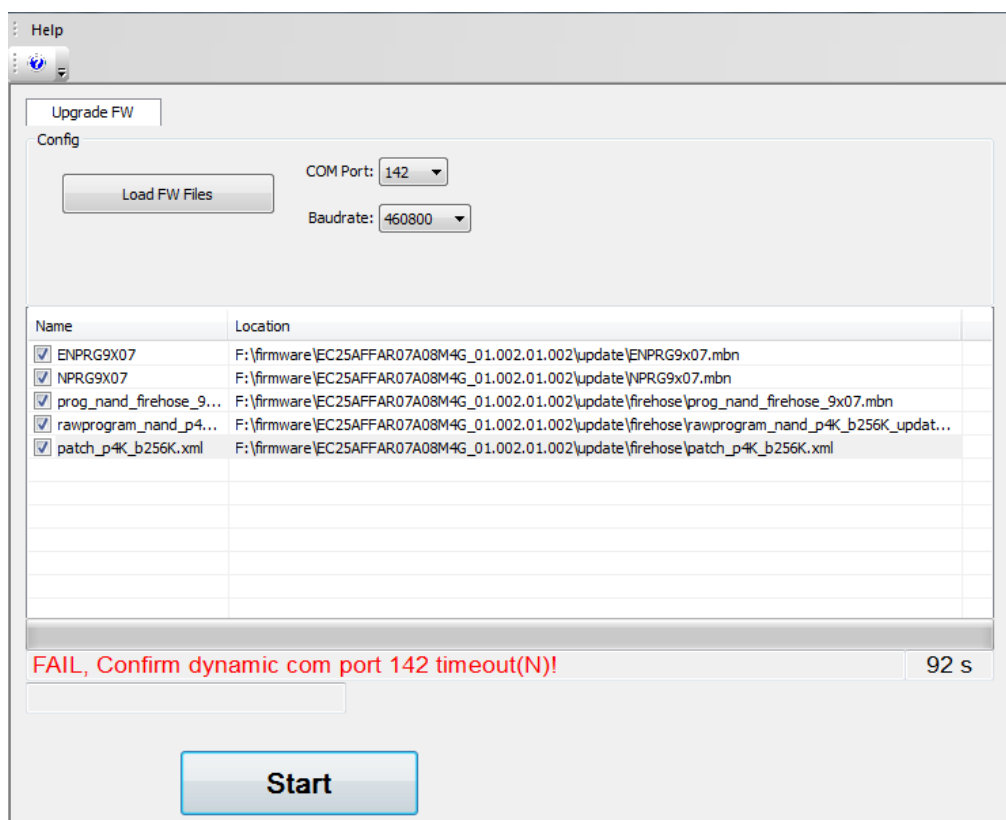 Help
Upgrade FW
Config
Load FW Files
COM Port: 142
Baudrate: 460800
Name Location
ENPRG9X07 F:\firmware\EC25AFFAR07A08M4G_01.002.01.002\update\ENPRG9x07.mbn
NPRG9X07 F:\firmware\EC25AFFAR07A08M4G_01.002.01.002\update\NPRG9x07.mbn
prog_nand_firehose_9... F:\firmware\EC25AFFAR07A08M4G_01.002.01.002\update\firehose\prog_nand_firehose_9x07.mbn
rawprogram_nand_p4... F:\firmware\EC25AFFAR07A08M4G_01.002.01.002\update\firehose\rawprogram_nand_p4K_b256K_updat...
patch_p4K_b256K.xml F:\firmware\EC25AFFAR07A08M4G_01.002.01.002\update\firehose\patch_p4K_b256K.xml
FAIL, Confirm dynamic com port 142 timeout(N)! 92 s
Start